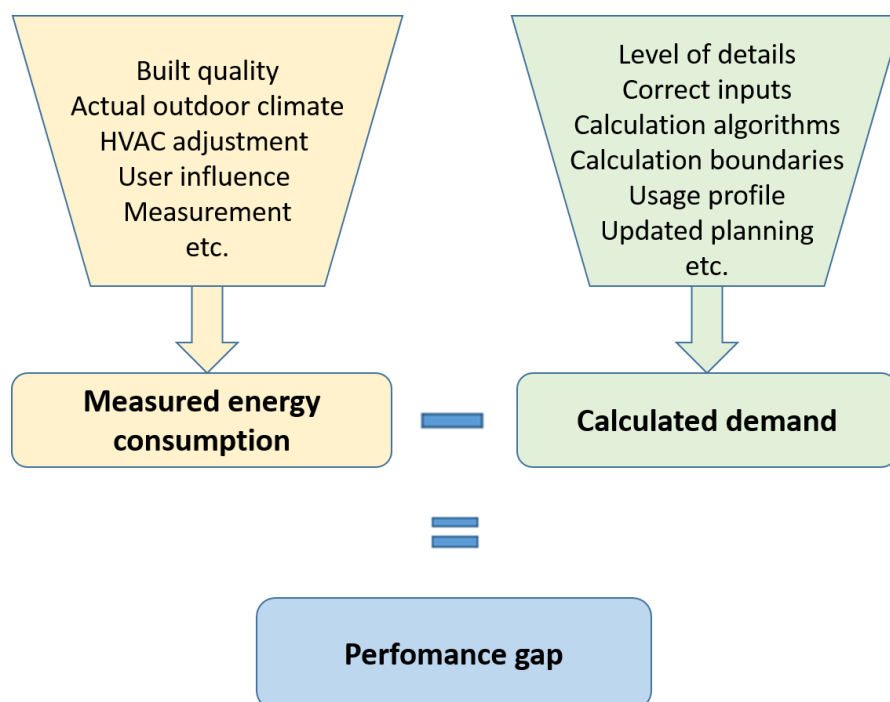 Built quality
Actual outdoor climate
HVAC adjustment
User influence
Measurement
etc.
Level of details
Correct inputs
Calculation algorithms
Calculation boundaries
Usage profile
Updated planning
etc.
Measured energy
consumption
Calculated demand
Perfomance gap